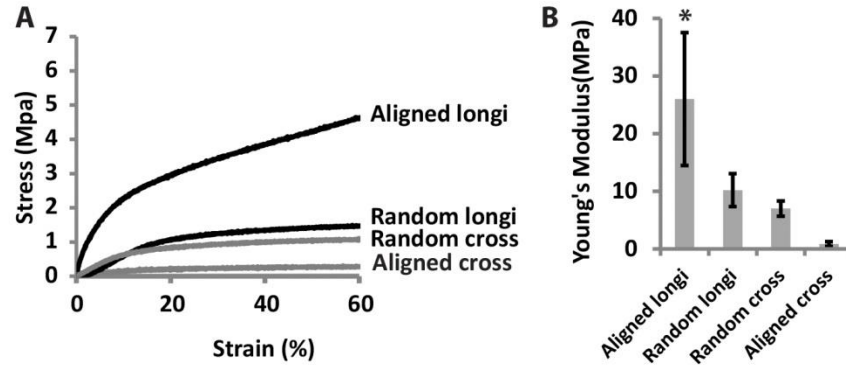 A
Stress (Mpa)
7
6
5
4
3
2
1
0
0 20 40 60
Strain (%)
Aligned longi
Random longi
Random cross
Aligned cross
B
Young's Modulus(MPa)
40
30
20
10
0
*
Aligned longi
Random longi
Random cross
Aligned cross